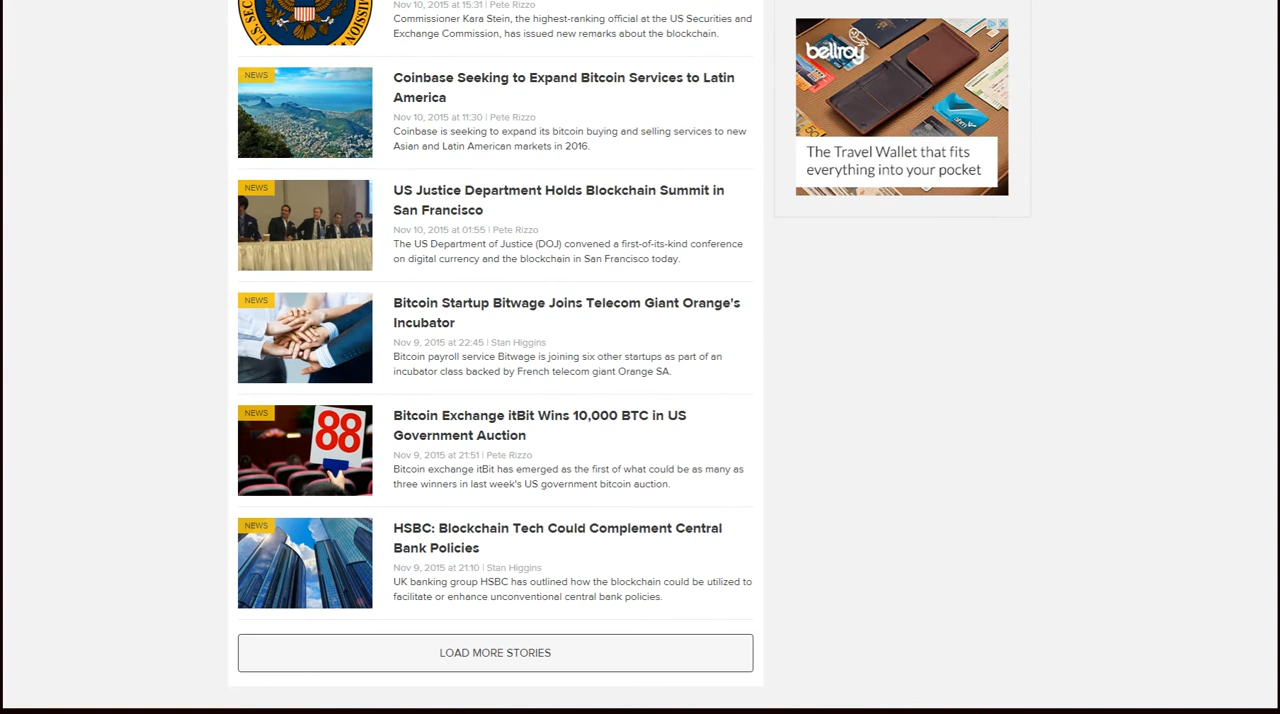 U.S. SEC
Nov 10, 2015 at 15:31 | Pete Rizzo
Commissioner Kara Stein, the highest-ranking official at the US Securities and
Exchange Commission, has issued new remarks about the blockchain.
NEWS
Coinbase Seeking to Expand Bitcoin Services to Latin
America
Nov 10, 2015 at 11:30 | Pete Rizzo
Coinbase is seeking to expand its bitcoin buying and selling services to new
Asian and Latin American markets in 2016.
NEWS
US Justice Department Holds Blockchain Summit in
San Francisco
Nov 10, 2015 at 01:55 | Pete Rizzo
The US Department of Justice (DOJ) convened a first-of-its-kind conference
on digital currency and the blockchain in San Francisco today.
NEWS
Bitcoin Startup Bitwage Joins Telecom Giant Orange's
Incubator
Nov 9, 2015 at 22:45 | Stan Higgins
Bitcoin payroll service Bitwage is joining six other startups as part of an
incubator class backed by French telecom giant Orange SA.
NEWS
88
Bitcoin Exchange itBit Wins 10,000 BTC in US
Government Auction
Nov 9, 2015 at 21:51 | Pete Rizzo
Bitcoin exchange itBit has emerged as the first of what could be as many as
three winners in last week's US government bitcoin auction.
NEWS
HSBC: Blockchain Tech Could Complement Central
Bank Policies
Nov 9, 2015 at 21:10 | Stan Higgins
UK banking group HSBC has outlined how the blockchain could be utilized to
facilitate or enhance unconventional central bank policies.
LOAD MORE STORIES
bellroy
The Travel Wallet that fits
everything into your pocket